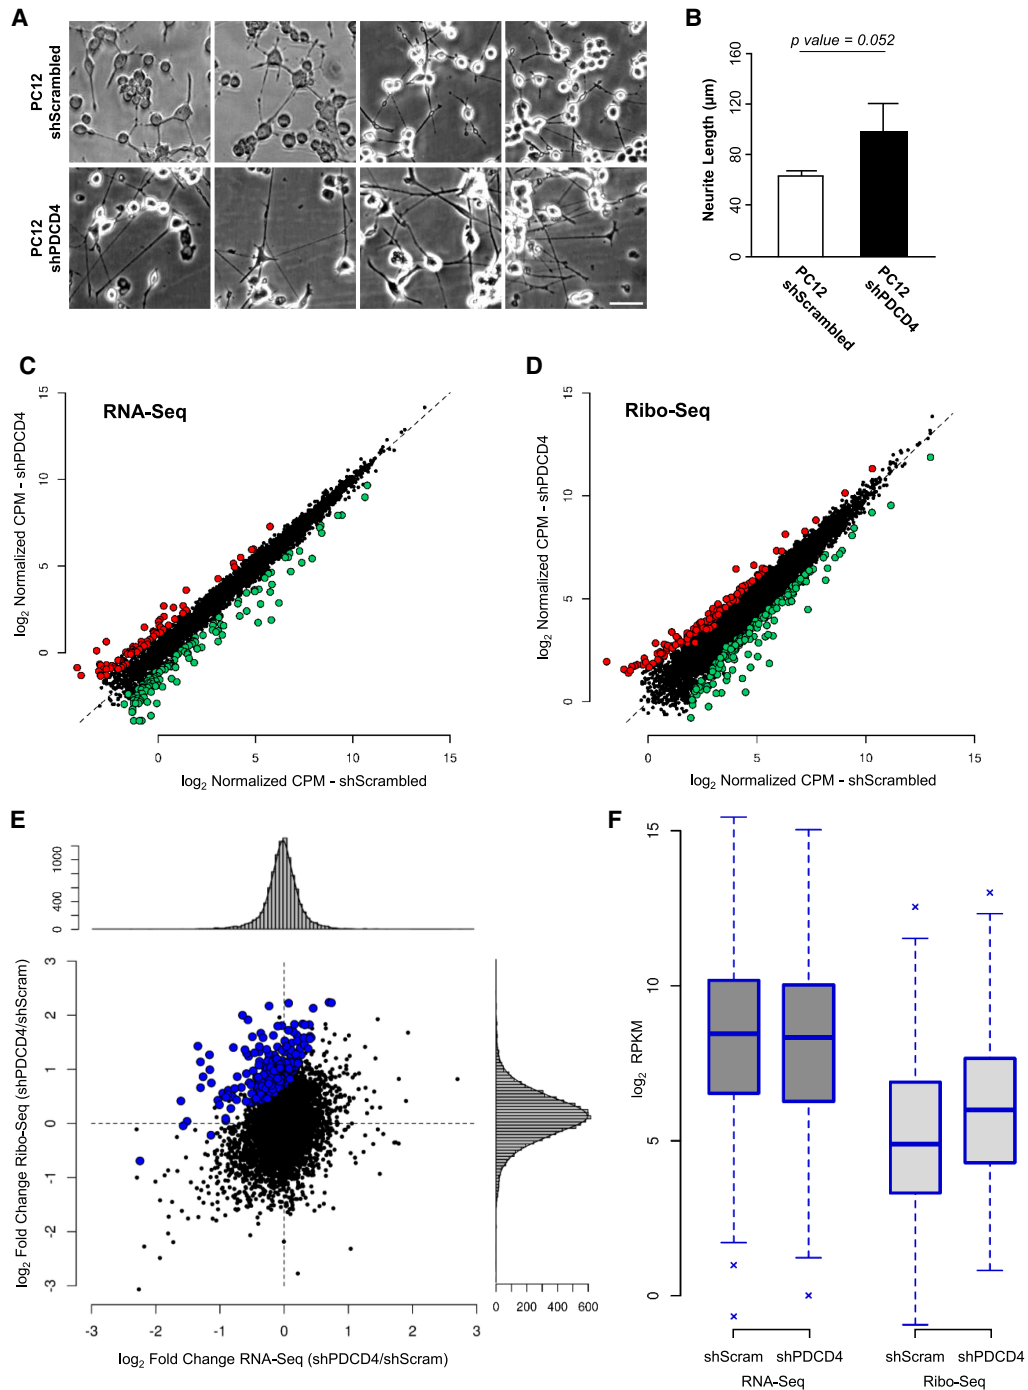 A
PC12
shScrambled
PC12
shPDCD4
B
p value = 0.052
Neurite Length (µm)
160
120
80
40
0
PC12
shScrambled
PC12
shPDCD4
C
RNA-Seq
log2 Normalized CPM - shPDCD4
15
10
5
0
0
5
10
15
log2 Normalized CPM - shScrambled
D
Ribo-Seq
log2 Normalized CPM - shPDCD4
15
10
5
0
0
5
10
15
log2 Normalized CPM - shScrambled
E
1000
400
0
log2 Fold Change Ribo-Seq (shPDCD4/shScram)
3
2
1
0
-1
-2
-3
-3
-2
-1
0
1
2
3
log2 Fold Change RNA-Seq (shPDCD4/shScram)
0
200
400
600
F
log2 RPKM
15
10
5
0
shScram
shPDCD4
RNA-Seq
shScram
shPDCD4
Ribo-Seq